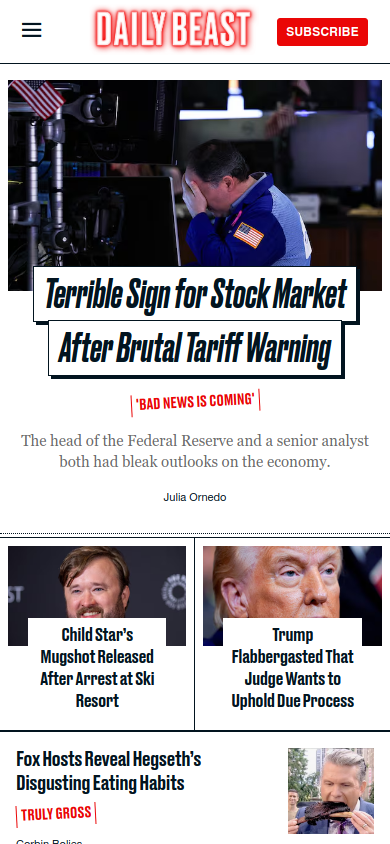 DAILY BEAST
SUBSCRIBE
Terrible Sign for Stock Market
After Brutal Tariff Warning
'BAD NEWS IS COMING'
The head of the Federal Reserve and a senior analyst
both had bleak outlooks on the economy.
Julia Ornedo
ST
Child Star's
Mugshot Released
After Arrest at Ski
Resort
Trump
Flabbergasted That
Judge Wants to
Uphold Due Process
Fox Hosts Reveal Hegseth's
Disgusting Eating Habits
TRULY GROSS
Corbin Bolies